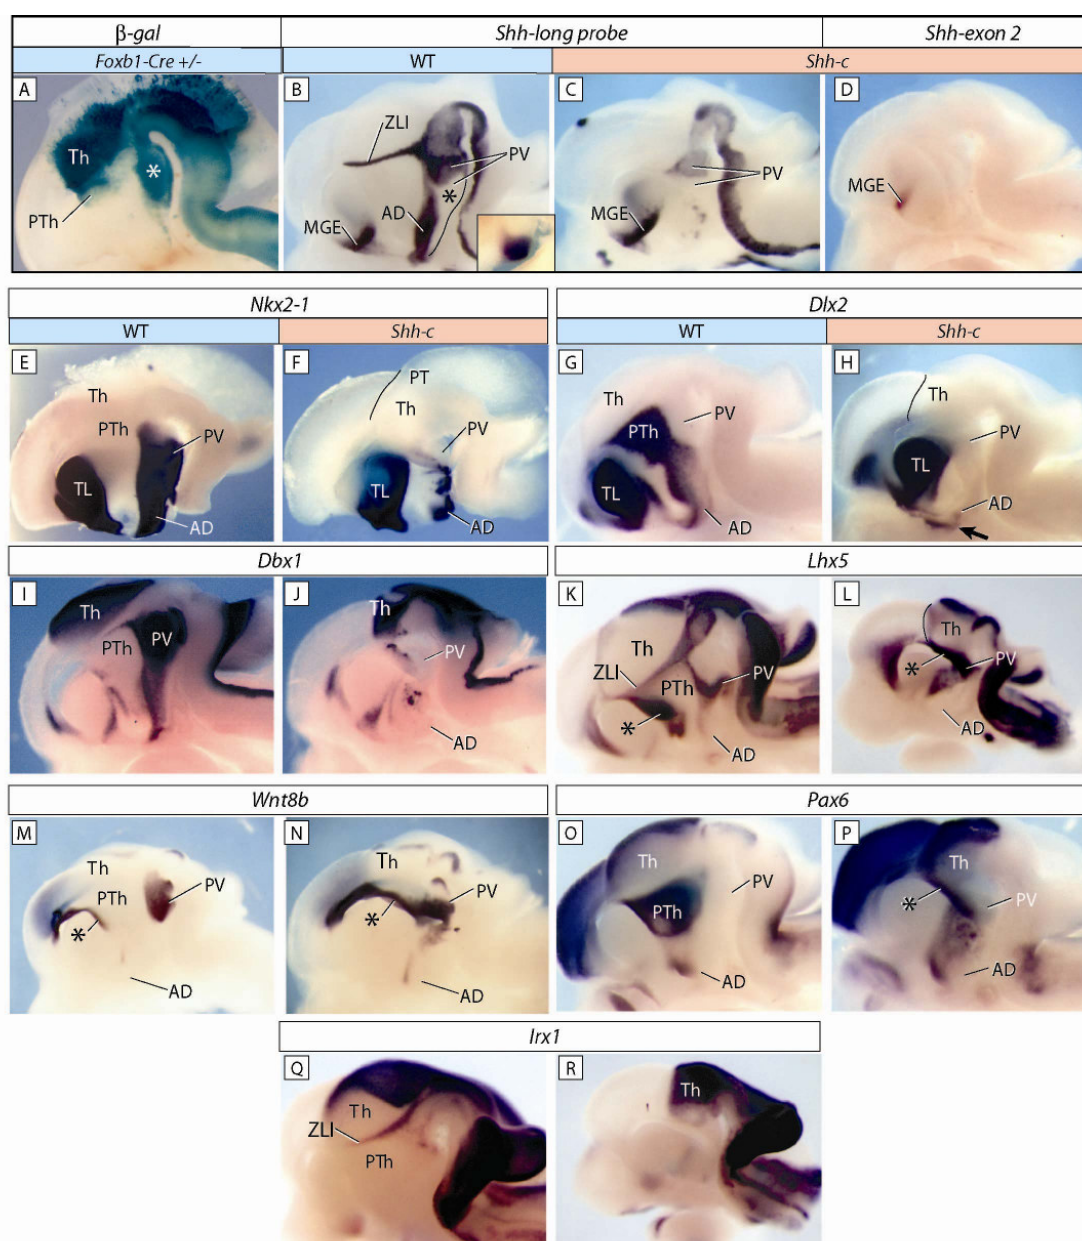 β-gal Shh-long probe Shh-exon 2
Foxb1-Cre +/- WT Shh-c
A B C D
Th * PTh
ZLI PV * AD MGE
PV MGE
MGE
Nkx2-1 Dlx2
WT Shh-c WT Shh-c
E F G H
Th PTh PV TL AD
PT Th PV TL AD
Th PV PTh TL AD
Th PV TL AD
Dbx1 Lhx5
I J K L
Th PTh PV
Th PV AD
Th ZLI PTh PV * AD
Th * PV AD
Wnt8b Pax6
M N O P
Th PTh PV * AD
Th PV * AD
Th PV PTh AD
Th * PV AD
Irx1
Q R
Th ZLI PTh
Th